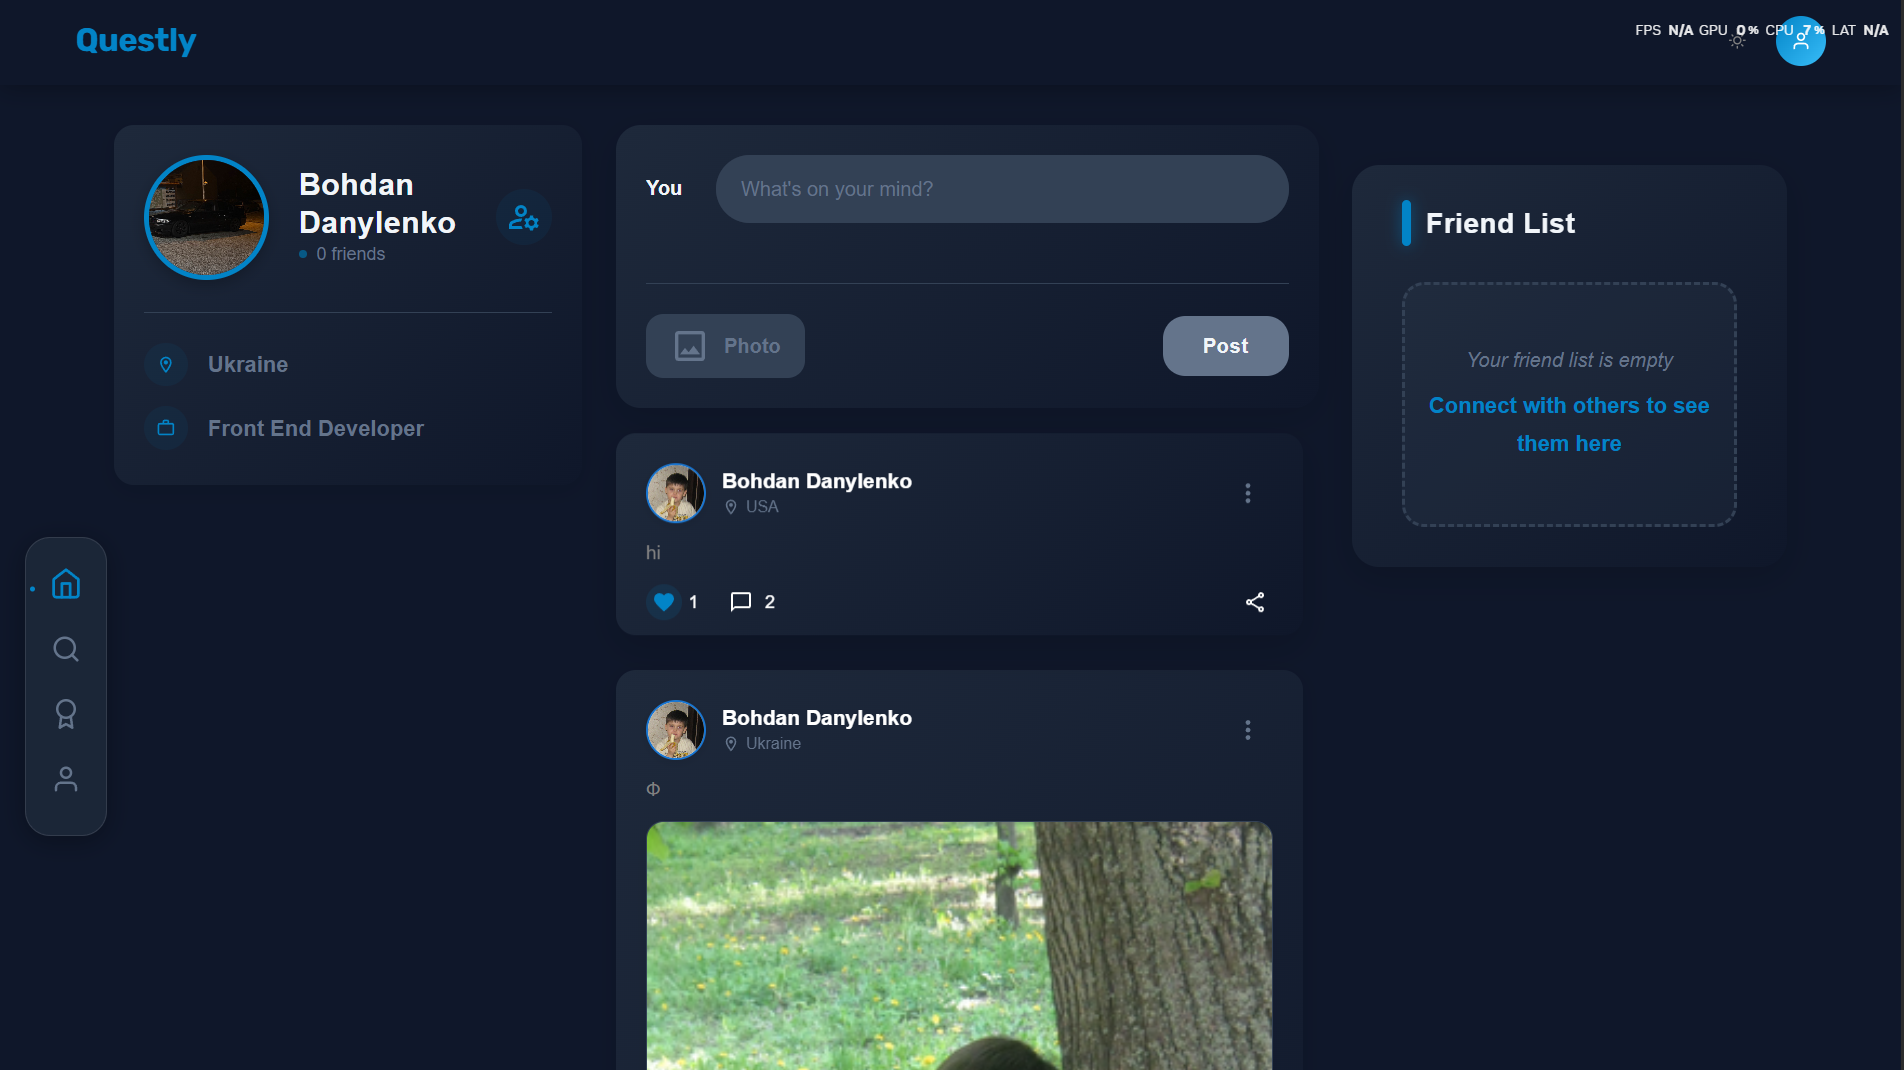 Questly
FPS N/A GPU 0% CPU 7% LAT N/A
Bohdan
Danylenko
0 friends
Ukraine
Front End Developer
You
What's on your mind?
Photo
Post
Bohdan Danylenko
USA
hi
1
2
Bohdan Danylenko
Ukraine
Ф
Friend List
Your friend list is empty
Connect with others to see
them here